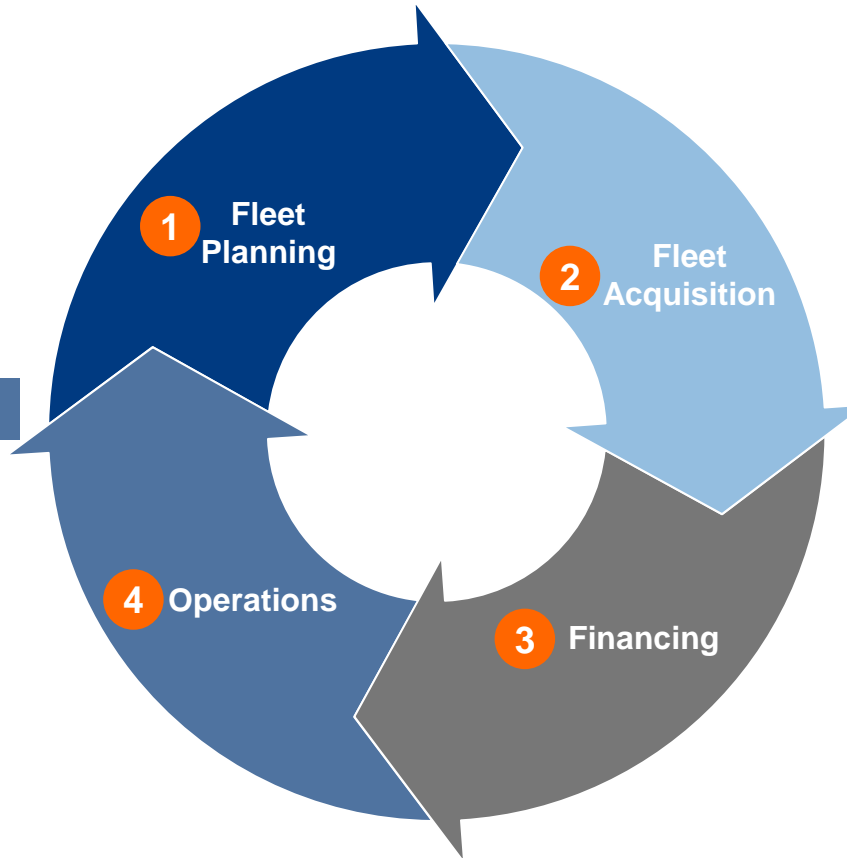 1
Fleet
Planning
2
Fleet
Acquisition
3
Financing
4
Operations